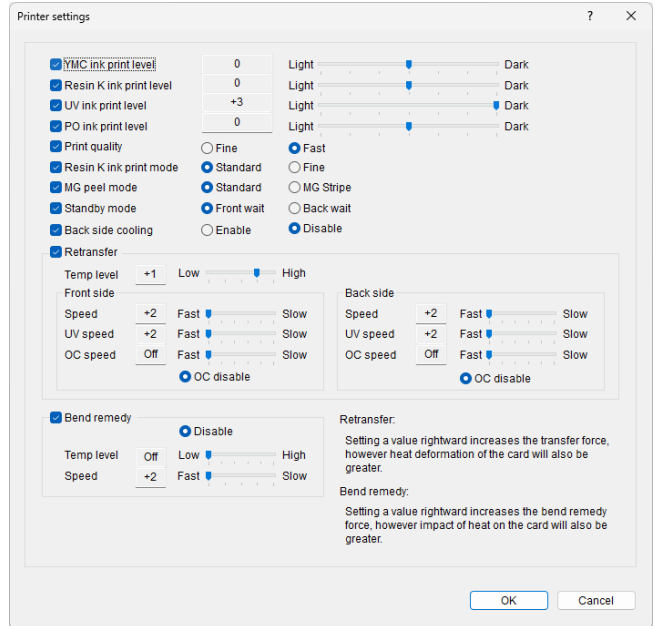 Printer settings ? ×
YMC ink print level 0 Light Dark
Resin K ink print level 0 Light Dark
UV ink print level +3 Light Dark
PO ink print level 0 Light Dark
Print quality Fine Fast
Resin K ink print mode Standard Fine
MG peel mode Standard MG Stripe
Standby mode Front wait Back wait
Back side cooling Enable Disable
Retransfer
Temp level +1 Low High
Front side
Speed +2 Fast Slow
UV speed +2 Fast Slow
OC speed Off Fast Slow
OC disable
Back side
Speed +2 Fast Slow
UV speed +2 Fast Slow
OC speed Off Fast Slow
OC disable
Bend remedy
Disable
Temp level Off Low High
Speed +2 Fast Slow
Retransfer:
Setting a value rightward increases the transfer force,
however heat deformation of the card will also be
greater.
Bend remedy:
Setting a value rightward increases the bend remedy
force, however impact of heat on the card will also be
greater.
OK Cancel